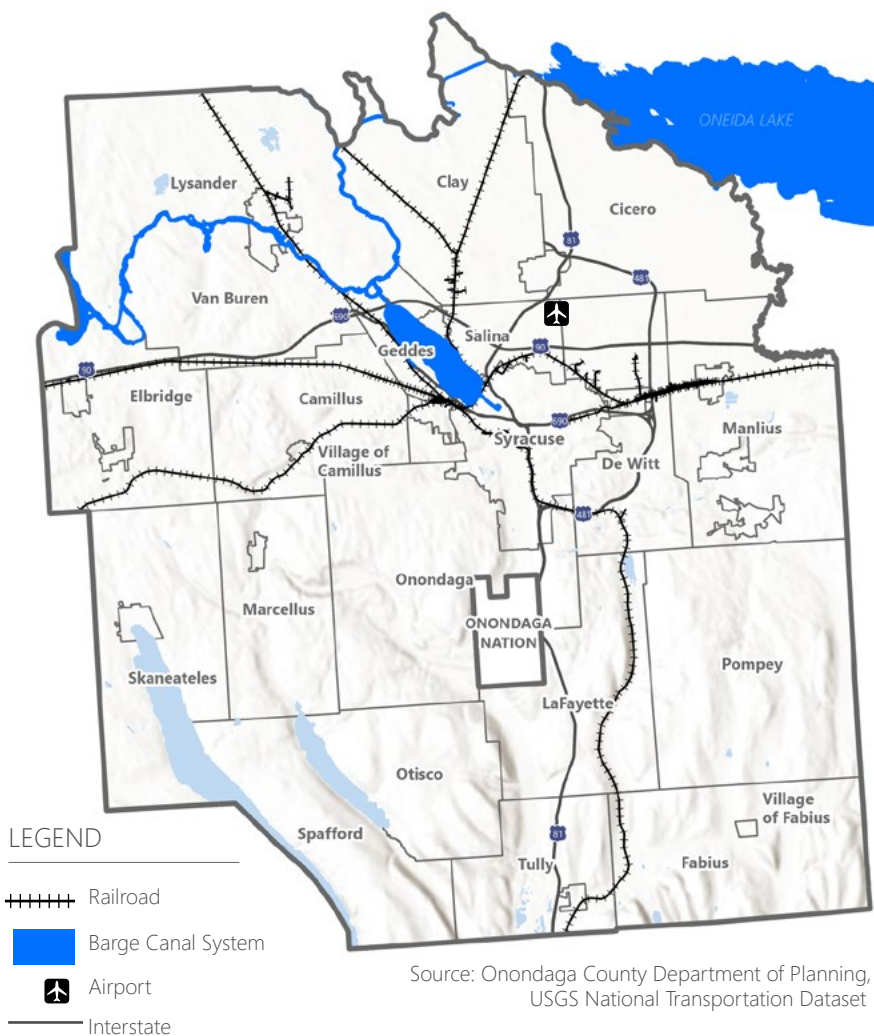 ONEIDA LAKE
Lysander
Clay
Cicero
81
481
Van Buren
690
Salina
Geddes
90
90
Elbridge
Camillus
690
Manlius
Syracuse
Village of
Camillus
De Witt
481
Onondaga
Marcellus
ONONDAGA
NATION
Pompey
Skaneateles
LaFayette
Otisco
Village
of Fabius
Spafford
81
Tully
Fabius
LEGEND
Railroad
Barge Canal System
Airport
Interstate
Source: Onondaga County Department of Planning,
USGS National Transportation Dataset